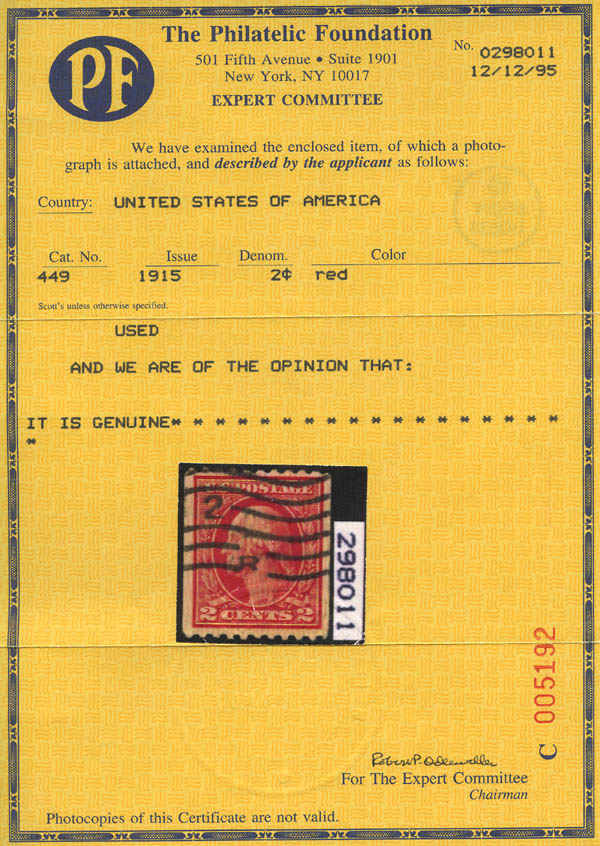 PF
The Philatelic Foundation
501 Fifth Avenue • Suite 1901
New York, NY 10017
EXPERT COMMITTEE
No. 0298011
12/12/95
We have examined the enclosed item, of which a photo-
graph is attached, and described by the applicant as follows:
Country: UNITED STATES OF AMERICA
Cat. No. Issue Denom. Color
449 1915 2¢ red
Scott's unless otherwise specified.
USED
AND WE ARE OF THE OPINION THAT:
IT IS GENUINE* * * * * * * * * * * * * * * * * *
*
POSTAGE
2
5
2 CENTS 2
298011
C 005192
For The Expert Committee
Chairman
Photocopies of this Certificate are not valid.